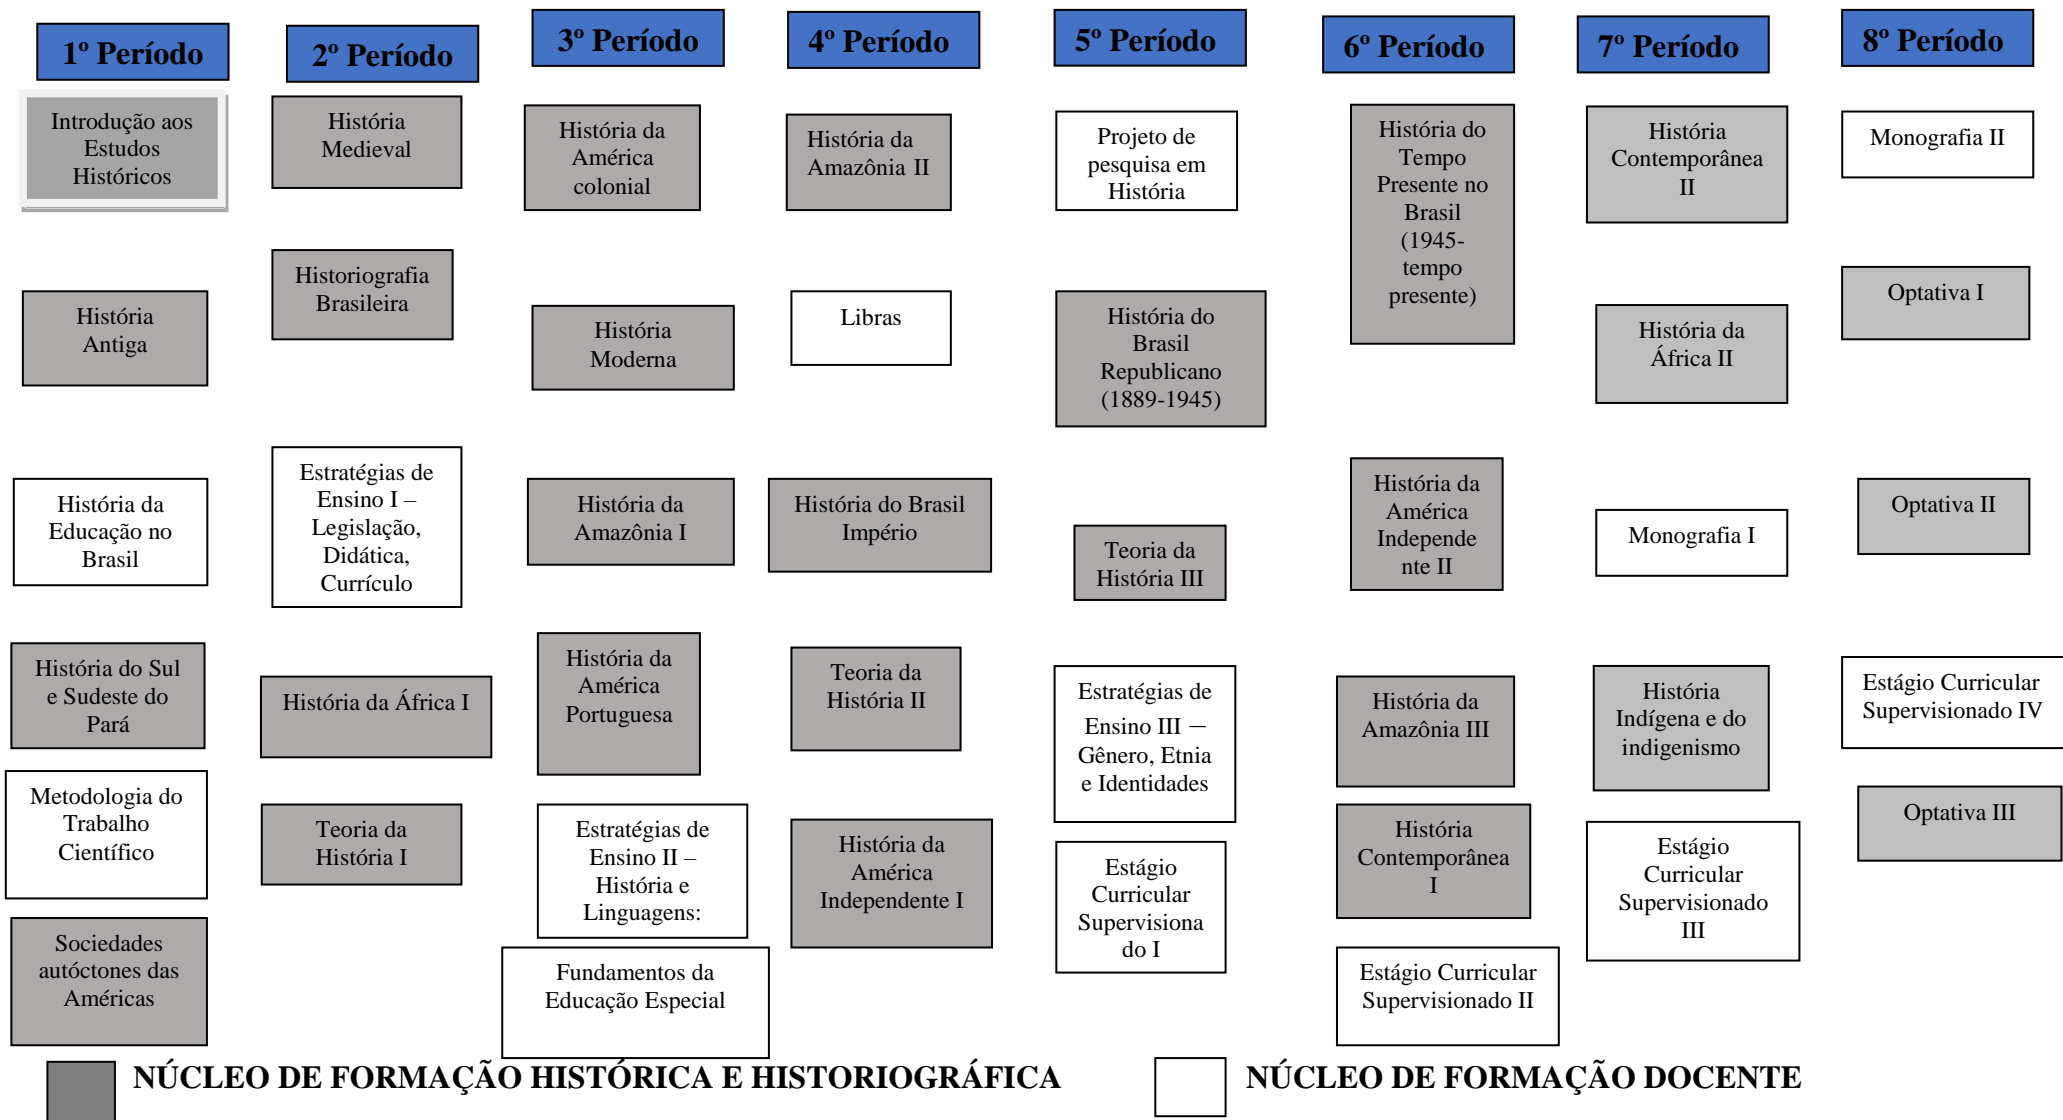 1º Período
Introdução aos
Estudos
Históricos
História
Antiga
História da
Educação no
Brasil
História do Sul
e Sudeste do
Pará
Metodologia do
Trabalho
Científico
Sociedades
autóctones das
Américas
2º Período
História
Medieval
Historiografia
Brasileira
Estratégias de
Ensino I –
Legislação,
Didática,
Currículo
História da África I
Teoria da
História I
3º Período
História da
América
colonial
História
Moderna
História da
Amazônia I
História da
América
Portuguesa
Estratégias de
Ensino II –
História e
Linguagens:
Fundamentos da
Educação Especial
4º Período
História da
Amazônia II
Libras
História do Brasil
Império
Teoria da
História II
História da
América
Independente I
5º Período
Projeto de
pesquisa em
História
História do
Brasil
Republicano
(1889-1945)
Teoria da
História III
Estratégias de
Ensino III —
Gênero, Etnia
e Identidades
Estágio
Curricular
Supervisiona
do I
6º Período
História do
Tempo
Presente no
Brasil
(1945-
tempo
presente)
História da
América
Independe
nte II
História da
Amazônia III
História
Contemporânea
I
Estágio Curricular
Supervisionado II
7º Período
História
Contemporânea
II
História da
África II
Monografia I
História
Indígena e do
indigenismo
Estágio
Curricular
Supervisionado
III
8º Período
Monografia II
Optativa I
Optativa II
Estágio Curricular
Supervisionado IV
Optativa III
NÚCLEO DE FORMAÇÃO HISTÓRICA E HISTORIOGRÁFICA
NÚCLEO DE FORMAÇÃO DOCENTE